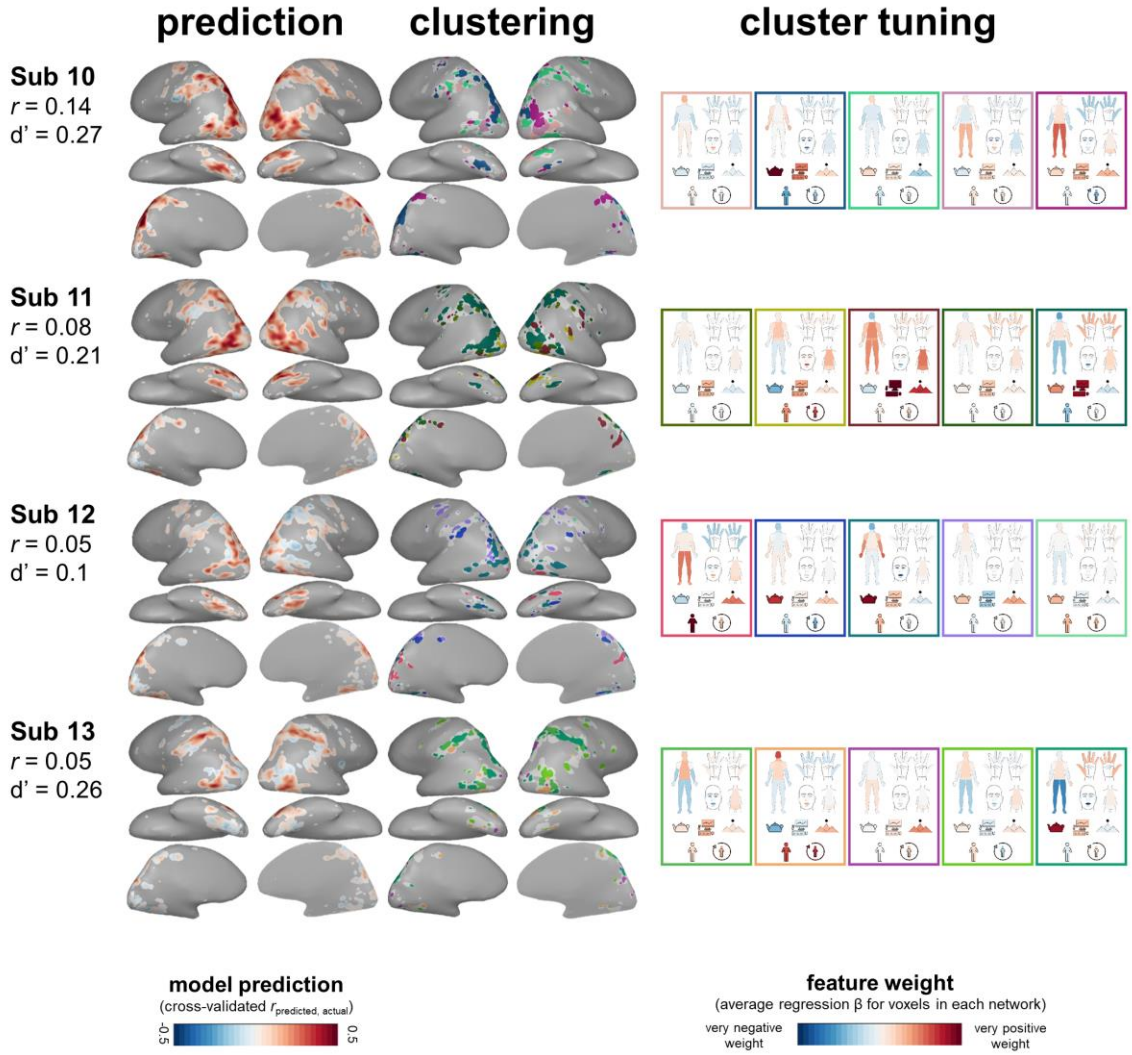 prediction clustering cluster tuning
Sub 10
r = 0.14
d' = 0.27
Sub 11
r = 0.08
d' = 0.21
Sub 12
r = 0.05
d' = 0.1
Sub 13
r = 0.05
d' = 0.26
model prediction
(cross-validated r predicted, actual)
-0.5 0.5
feature weight
(average regression β for voxels in each network)
very negative weight very positive weight